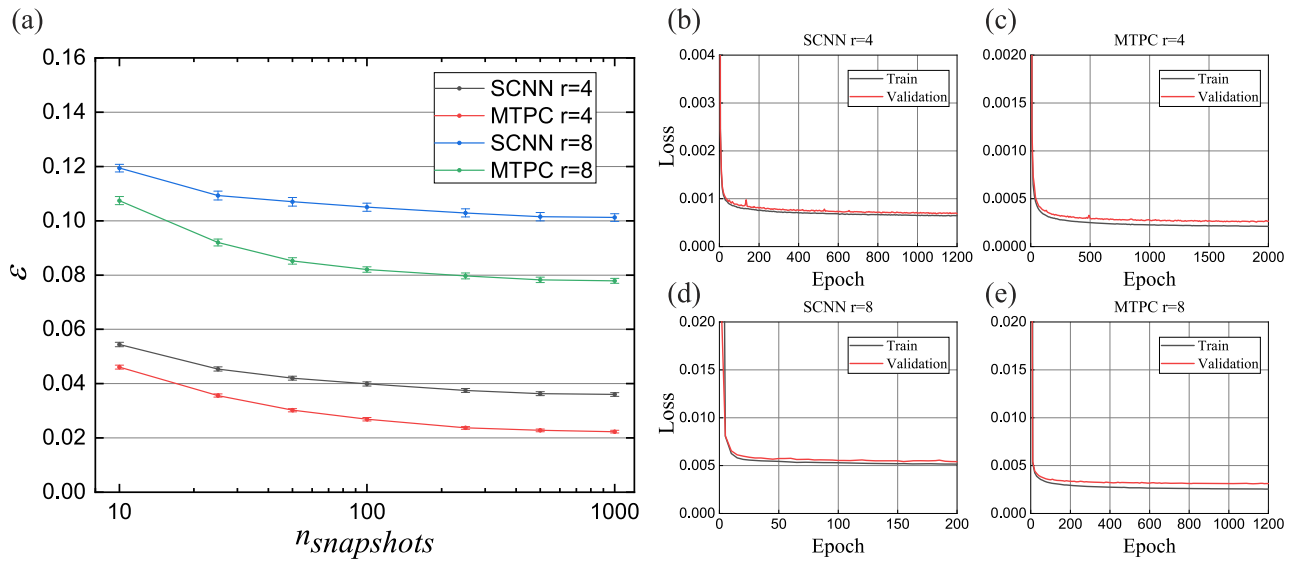 (a)
0.16
0.14
0.12
0.10
0.08
0.06
0.04
0.02
0.00
ε
10
100
1000
n_snapshots
SCNN r=4
MTPC r=4
SCNN r=8
MTPC r=8
(b)
SCNN r=4
0.004
0.003
0.002
0.001
0.000
Loss
Train
Validation
0 200 400 600 800 1000 1200
Epoch
(c)
MTPC r=4
0.0020
0.0015
0.0010
0.0005
0.0000
Train
Validation
0 500 1000 1500 2000
Epoch
(d)
SCNN r=8
0.020
0.015
0.010
0.005
0.000
Loss
Train
Validation
0 50 100 150 200
Epoch
(e)
MTPC r=8
0.020
0.015
0.010
0.005
0.000
Train
Validation
0 200 400 600 800 1000 1200
Epoch